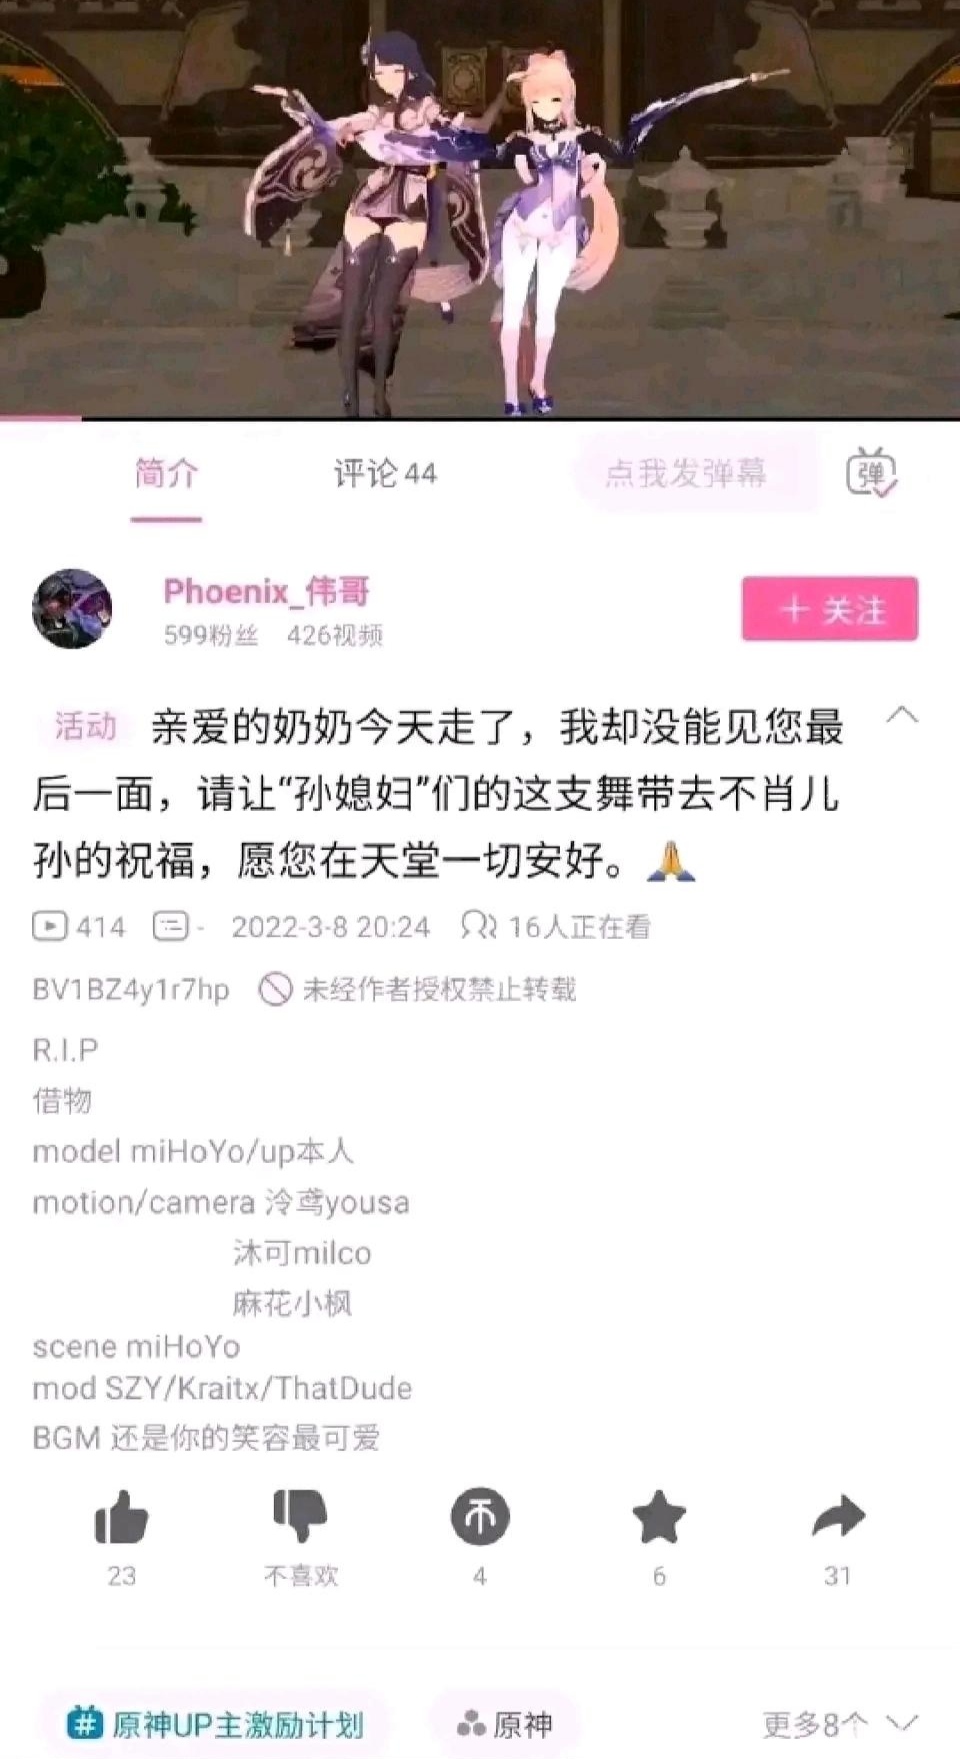 简介
评论 44
点我发弹幕
弹
Phoenix_伟哥
599粉丝 426视频
+ 关注
活动 亲爱的奶奶今天走了，我却没能见您最
后一面，请让“孙媳妇”们的这支舞带去不肖儿
孙的祝福，愿您在天堂一切安好。🙏
414 - 2022-3-8 20:24 16人正在看
BV1BZ4y1r7hp 未经作者授权禁止转载
R.I.P
借物
model miHoYo/up本人
motion/camera 泠鸢yousa
沐可milco
麻花小枫
scene miHoYo
mod SZY/Kraitx/ThatDude
BGM 还是你的笑容最可爱
23 不喜欢 4 6 31
# 原神UP主激励计划 原神 更多8个